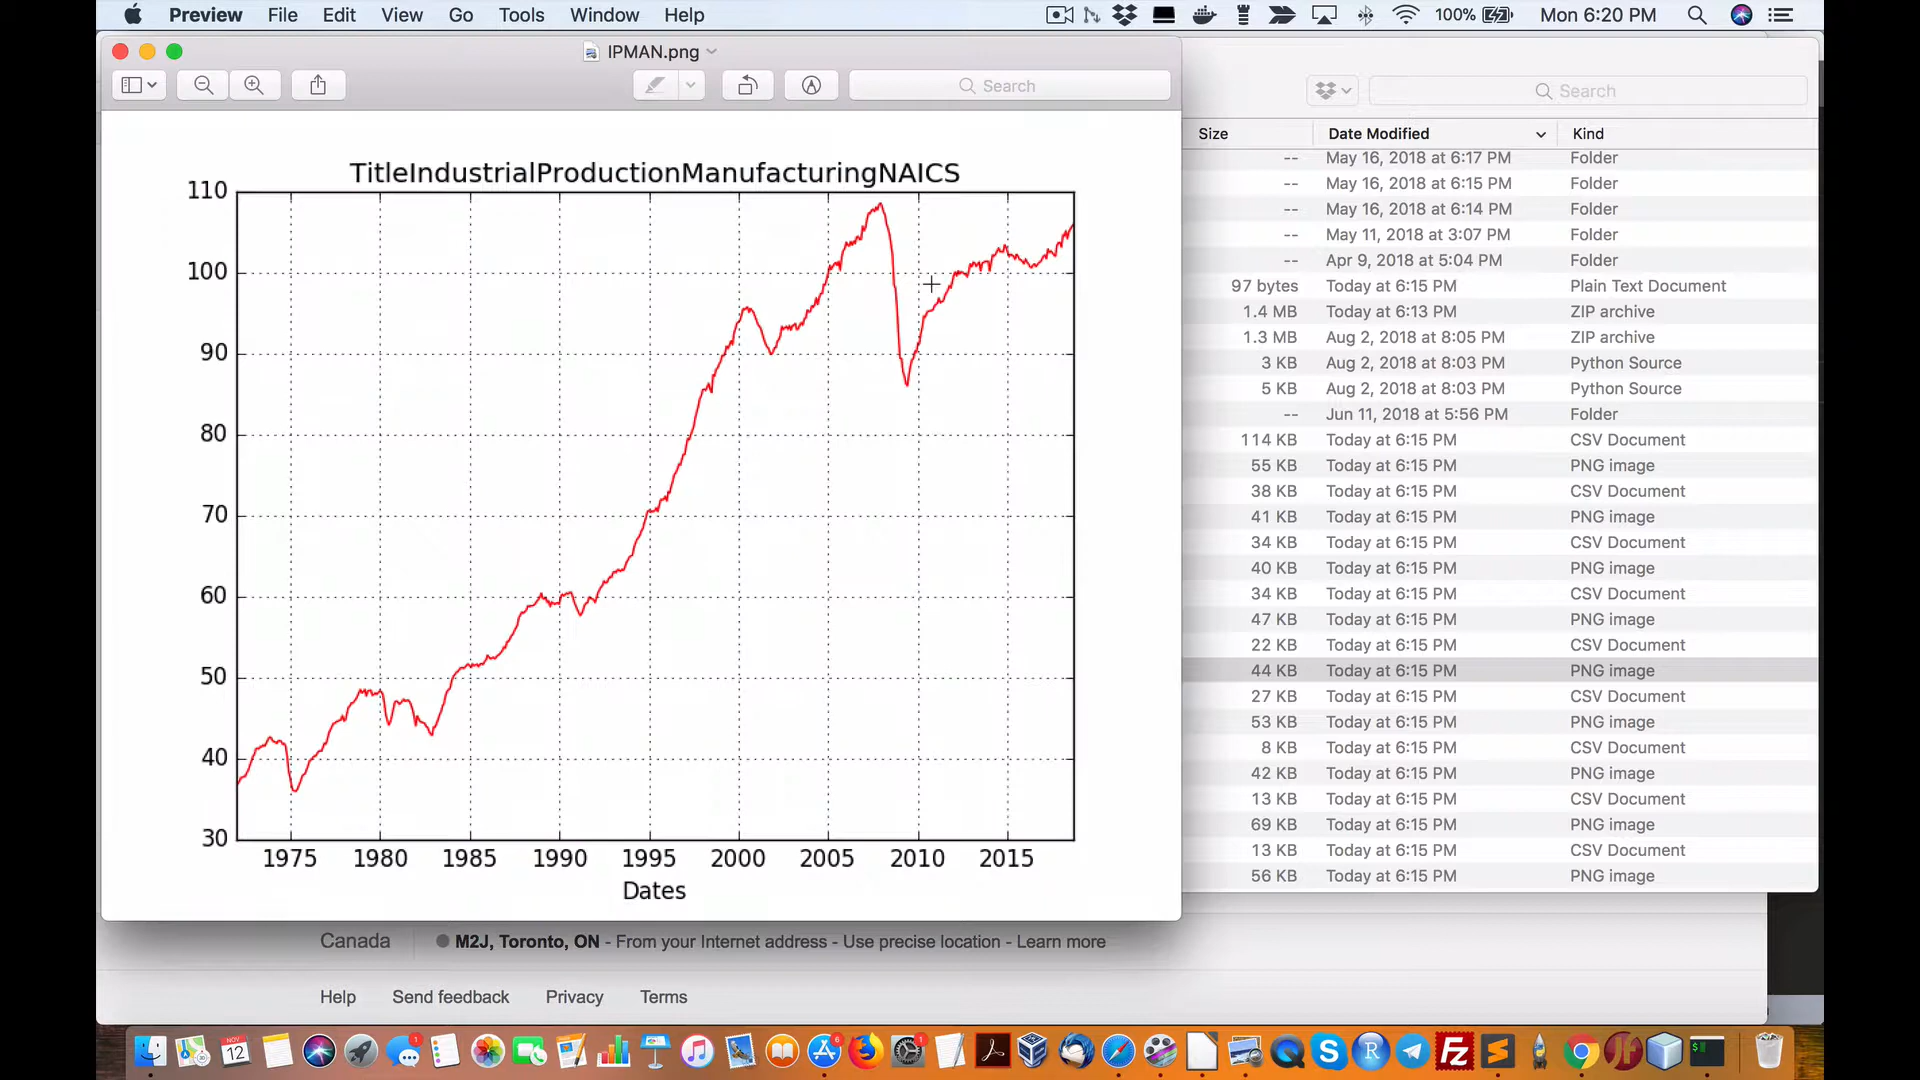 Preview File Edit View Go Tools Window Help 100% Mon 6:20 PM
IPMAN.png
Search
Search
TitleIndustrialProductionManufacturingNAICS
110
100
90
80
70
60
50
40
30
1975 1980 1985 1990 1995 2000 2005 2010 2015
Dates
Size Date Modified Kind
-- May 16, 2018 at 6:17 PM Folder
-- May 16, 2018 at 6:15 PM Folder
-- May 16, 2018 at 6:14 PM Folder
-- May 11, 2018 at 3:07 PM Folder
-- Apr 9, 2018 at 5:04 PM Folder
97 bytes Today at 6:15 PM Plain Text Document
1.4 MB Today at 6:13 PM ZIP archive
1.3 MB Aug 2, 2018 at 8:05 PM ZIP archive
3 KB Aug 2, 2018 at 8:03 PM Python Source
5 KB Aug 2, 2018 at 8:03 PM Python Source
-- Jun 11, 2018 at 5:56 PM Folder
114 KB Today at 6:15 PM CSV Document
55 KB Today at 6:15 PM PNG image
38 KB Today at 6:15 PM CSV Document
41 KB Today at 6:15 PM PNG image
34 KB Today at 6:15 PM CSV Document
40 KB Today at 6:15 PM PNG image
34 KB Today at 6:15 PM CSV Document
47 KB Today at 6:15 PM PNG image
22 KB Today at 6:15 PM CSV Document
44 KB Today at 6:15 PM PNG image
27 KB Today at 6:15 PM CSV Document
53 KB Today at 6:15 PM PNG image
8 KB Today at 6:15 PM CSV Document
42 KB Today at 6:15 PM PNG image
13 KB Today at 6:15 PM CSV Document
69 KB Today at 6:15 PM PNG image
13 KB Today at 6:15 PM CSV Document
56 KB Today at 6:15 PM PNG image
Canada M2J, Toronto, ON - From your Internet address - Use precise location - Learn more
Help Send feedback Privacy Terms
NOV
12
1
6
1
S
R
Fz